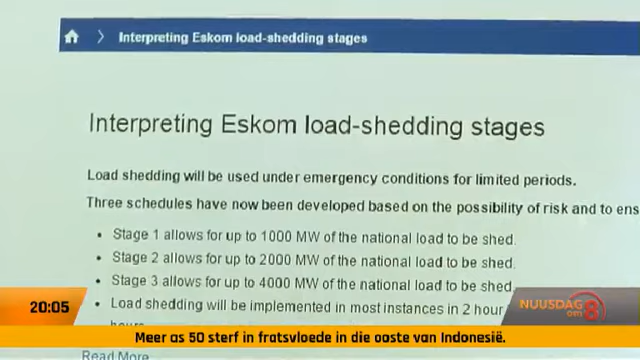 Interpreting Eskom load-shedding stages
Interpreting Eskom load-shedding stages
Load shedding will be used under emergency conditions for limited periods.
Three schedules have now been developed based on the possibility of risk and to ens
• Stage 1 allows for up to 1000 MW of the national load to be shed.
• Stage 2 allows for up to 2000 MW of the national load to be shed.
• Stage 3 allows for up to 4000 MW of the national load to be shed.
• Load shedding will be implemented in most instances in 2 hour
hours
20:05
NUUSDAG
om 8
Meer as 50 sterf in fratsvloede in die ooste van Indonesië.
Read More